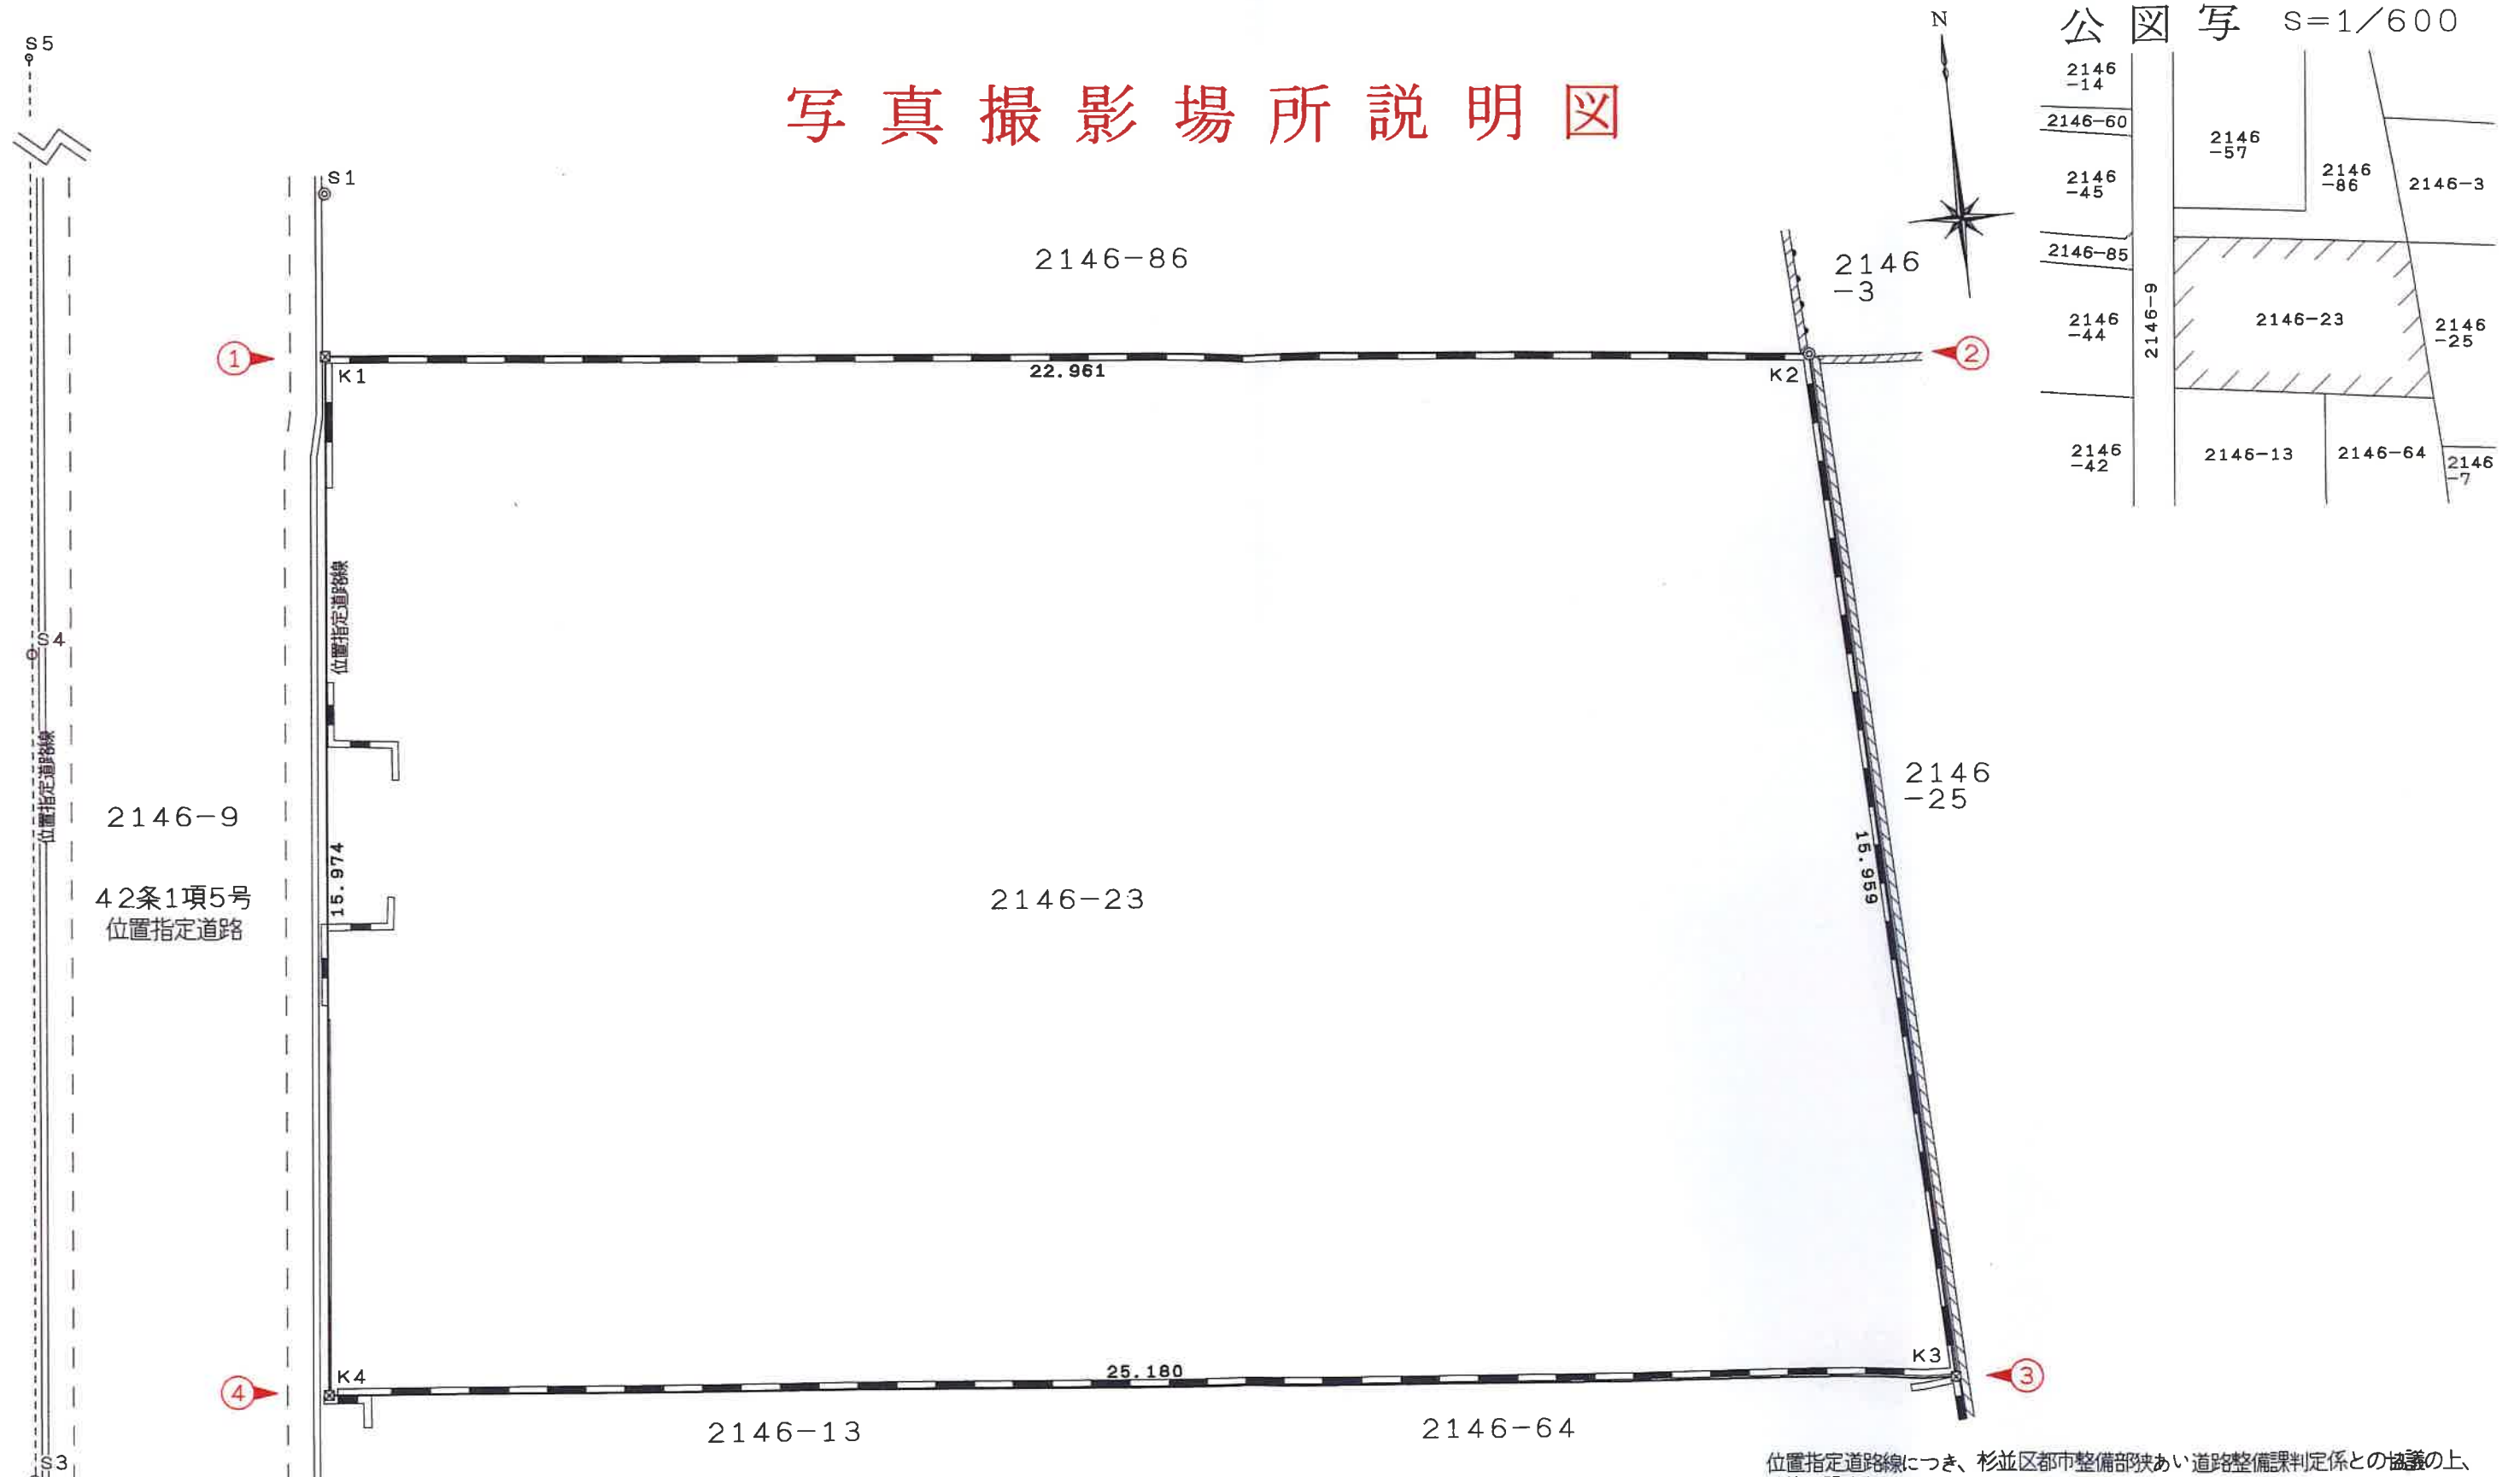 写真撮影場所説明図
公図写 S=1/600
N
S5
S1
2146-86
2146
-3
①
K1
22.961
K2
②
位置指定道路線
S4
位置指定道路線
2146-9
42条1項5号
位置指定道路
15.974
2146-23
2146
-25
15.959
K4
④
25.180
K3
③
2146-13
2146-64
S3
2146
-14
2146-60
2146
-57
2146
-45
2146
-86
2146-3
2146-85
2146-9
2146
-44
2146-23
2146
-25
2146
-42
2146-13
2146-64
2146
-7
位置指定道路線につき、杉並区都市整備部狭あい道路整備課判定係との協議の上、